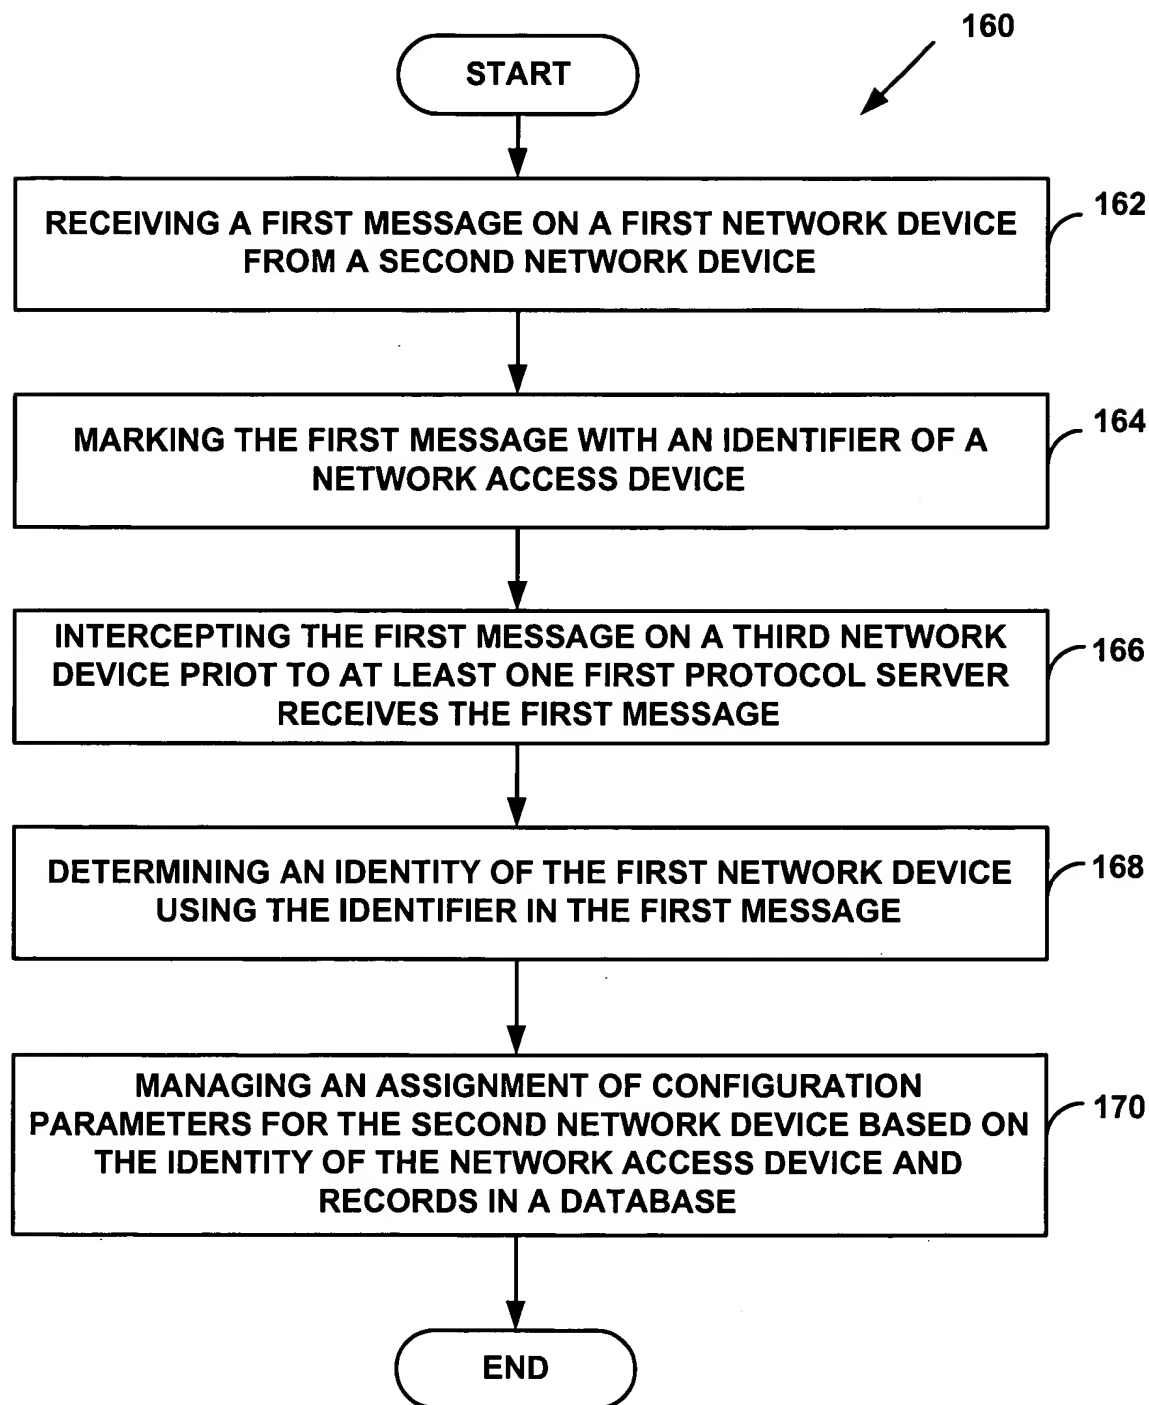 160
START
RECEIVING A FIRST MESSAGE ON A FIRST NETWORK DEVICE
FROM A SECOND NETWORK DEVICE
162
MARKING THE FIRST MESSAGE WITH AN IDENTIFIER OF A
NETWORK ACCESS DEVICE
164
INTERCEPTING THE FIRST MESSAGE ON A THIRD NETWORK
DEVICE PRIOT TO AT LEAST ONE FIRST PROTOCOL SERVER
RECEIVES THE FIRST MESSAGE
166
DETERMINING AN IDENTITY OF THE FIRST NETWORK DEVICE
USING THE IDENTIFIER IN THE FIRST MESSAGE
168
MANAGING AN ASSIGNMENT OF CONFIGURATION
PARAMETERS FOR THE SECOND NETWORK DEVICE BASED ON
THE IDENTITY OF THE NETWORK ACCESS DEVICE AND
RECORDS IN A DATABASE
170
END